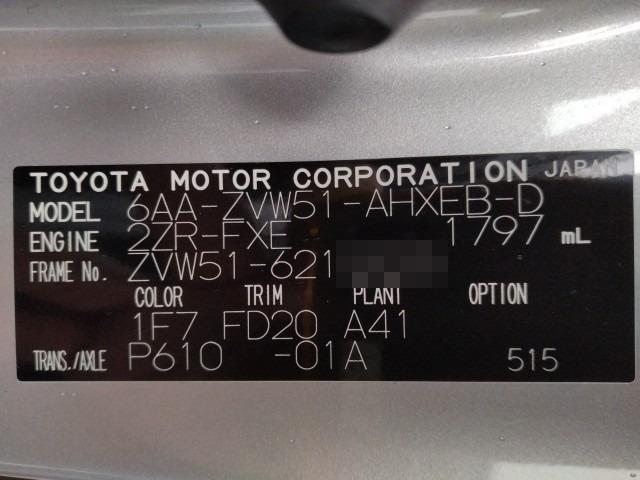 TOYOTA MOTOR CORPORATION JAPAN
MODEL 6AA-ZVW51-AHXEB-D
ENGINE 2ZR-FXE 1797 mL
FRAME No. ZVW51-621
COLOR TRIM PLANT OPTION
1F7 FD20 A41
TRANS./AXLE P610 -01A 515